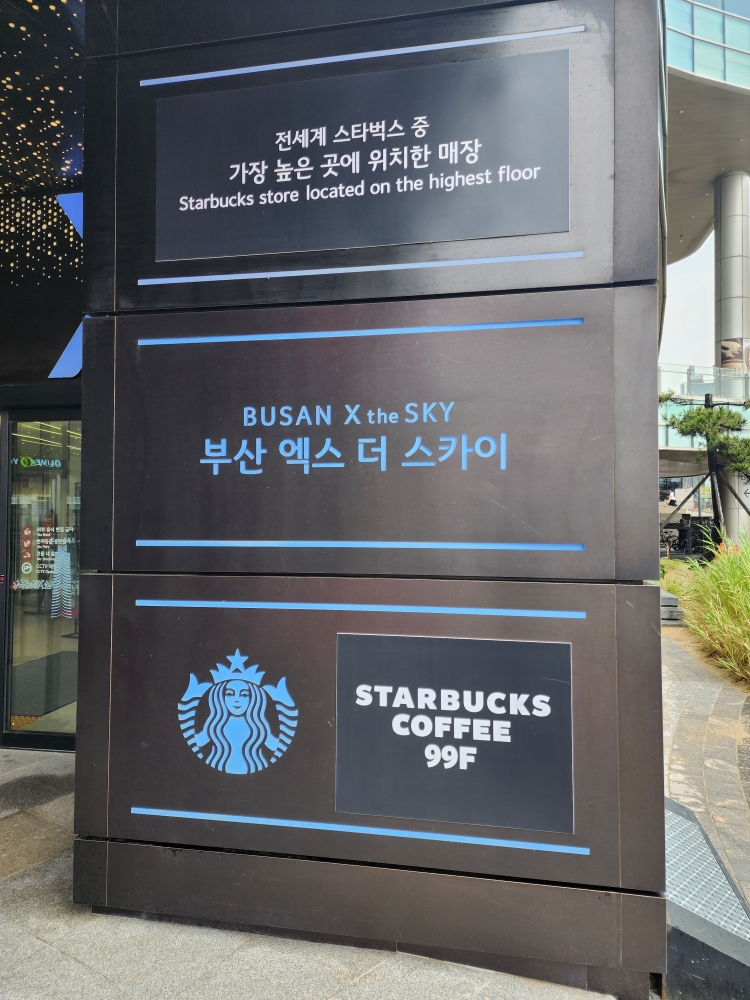 전세계 스타벅스 중
가장 높은 곳에 위치한 매장
Starbucks store located on the highest floor
BUSAN X the SKY
부산 엑스 더 스카이
STARBUCKS
COFFEE
99F